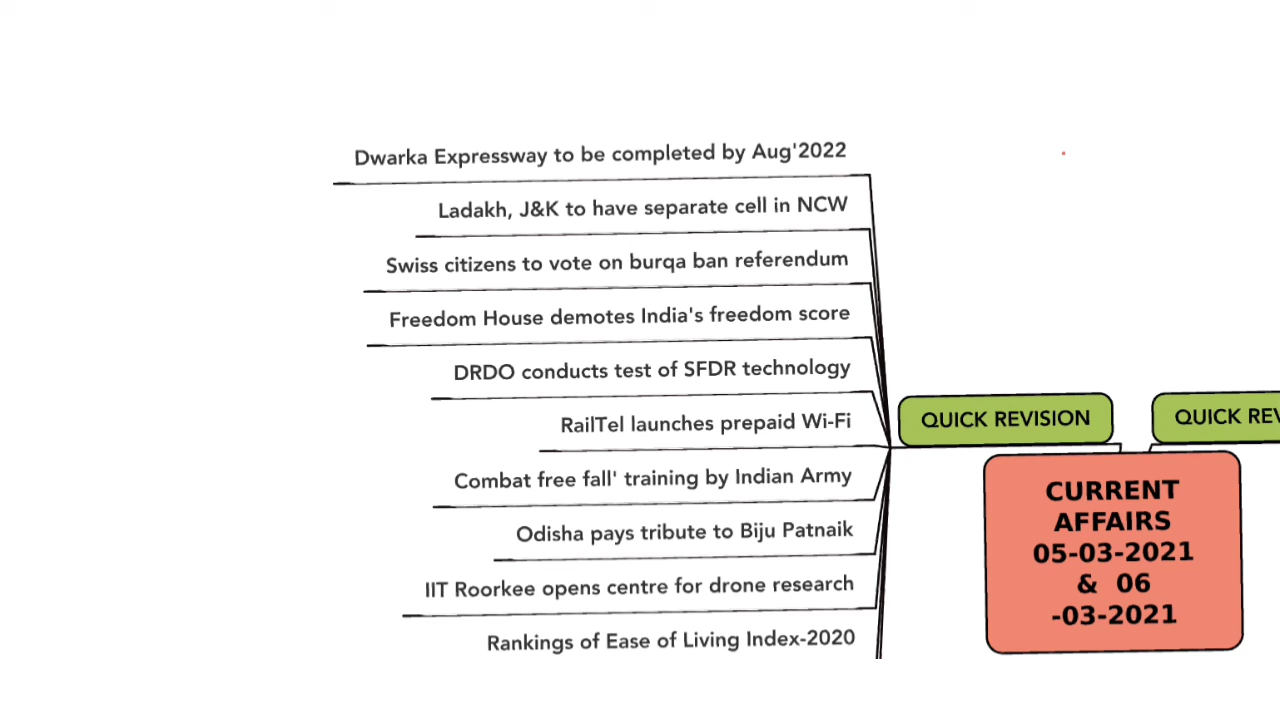 Dwarka Expressway to be completed by Aug'2022
Ladakh, J&K to have separate cell in NCW
Swiss citizens to vote on burqa ban referendum
Freedom House demotes India's freedom score
DRDO conducts test of SFDR technology
RailTel launches prepaid Wi-Fi
Combat free fall' training by Indian Army
Odisha pays tribute to Biju Patnaik
IIT Roorkee opens centre for drone research
Rankings of Ease of Living Index-2020
QUICK REVISION
QUICK
CURRENT
AFFAIRS
05-03-2021
& 06
-03-2021